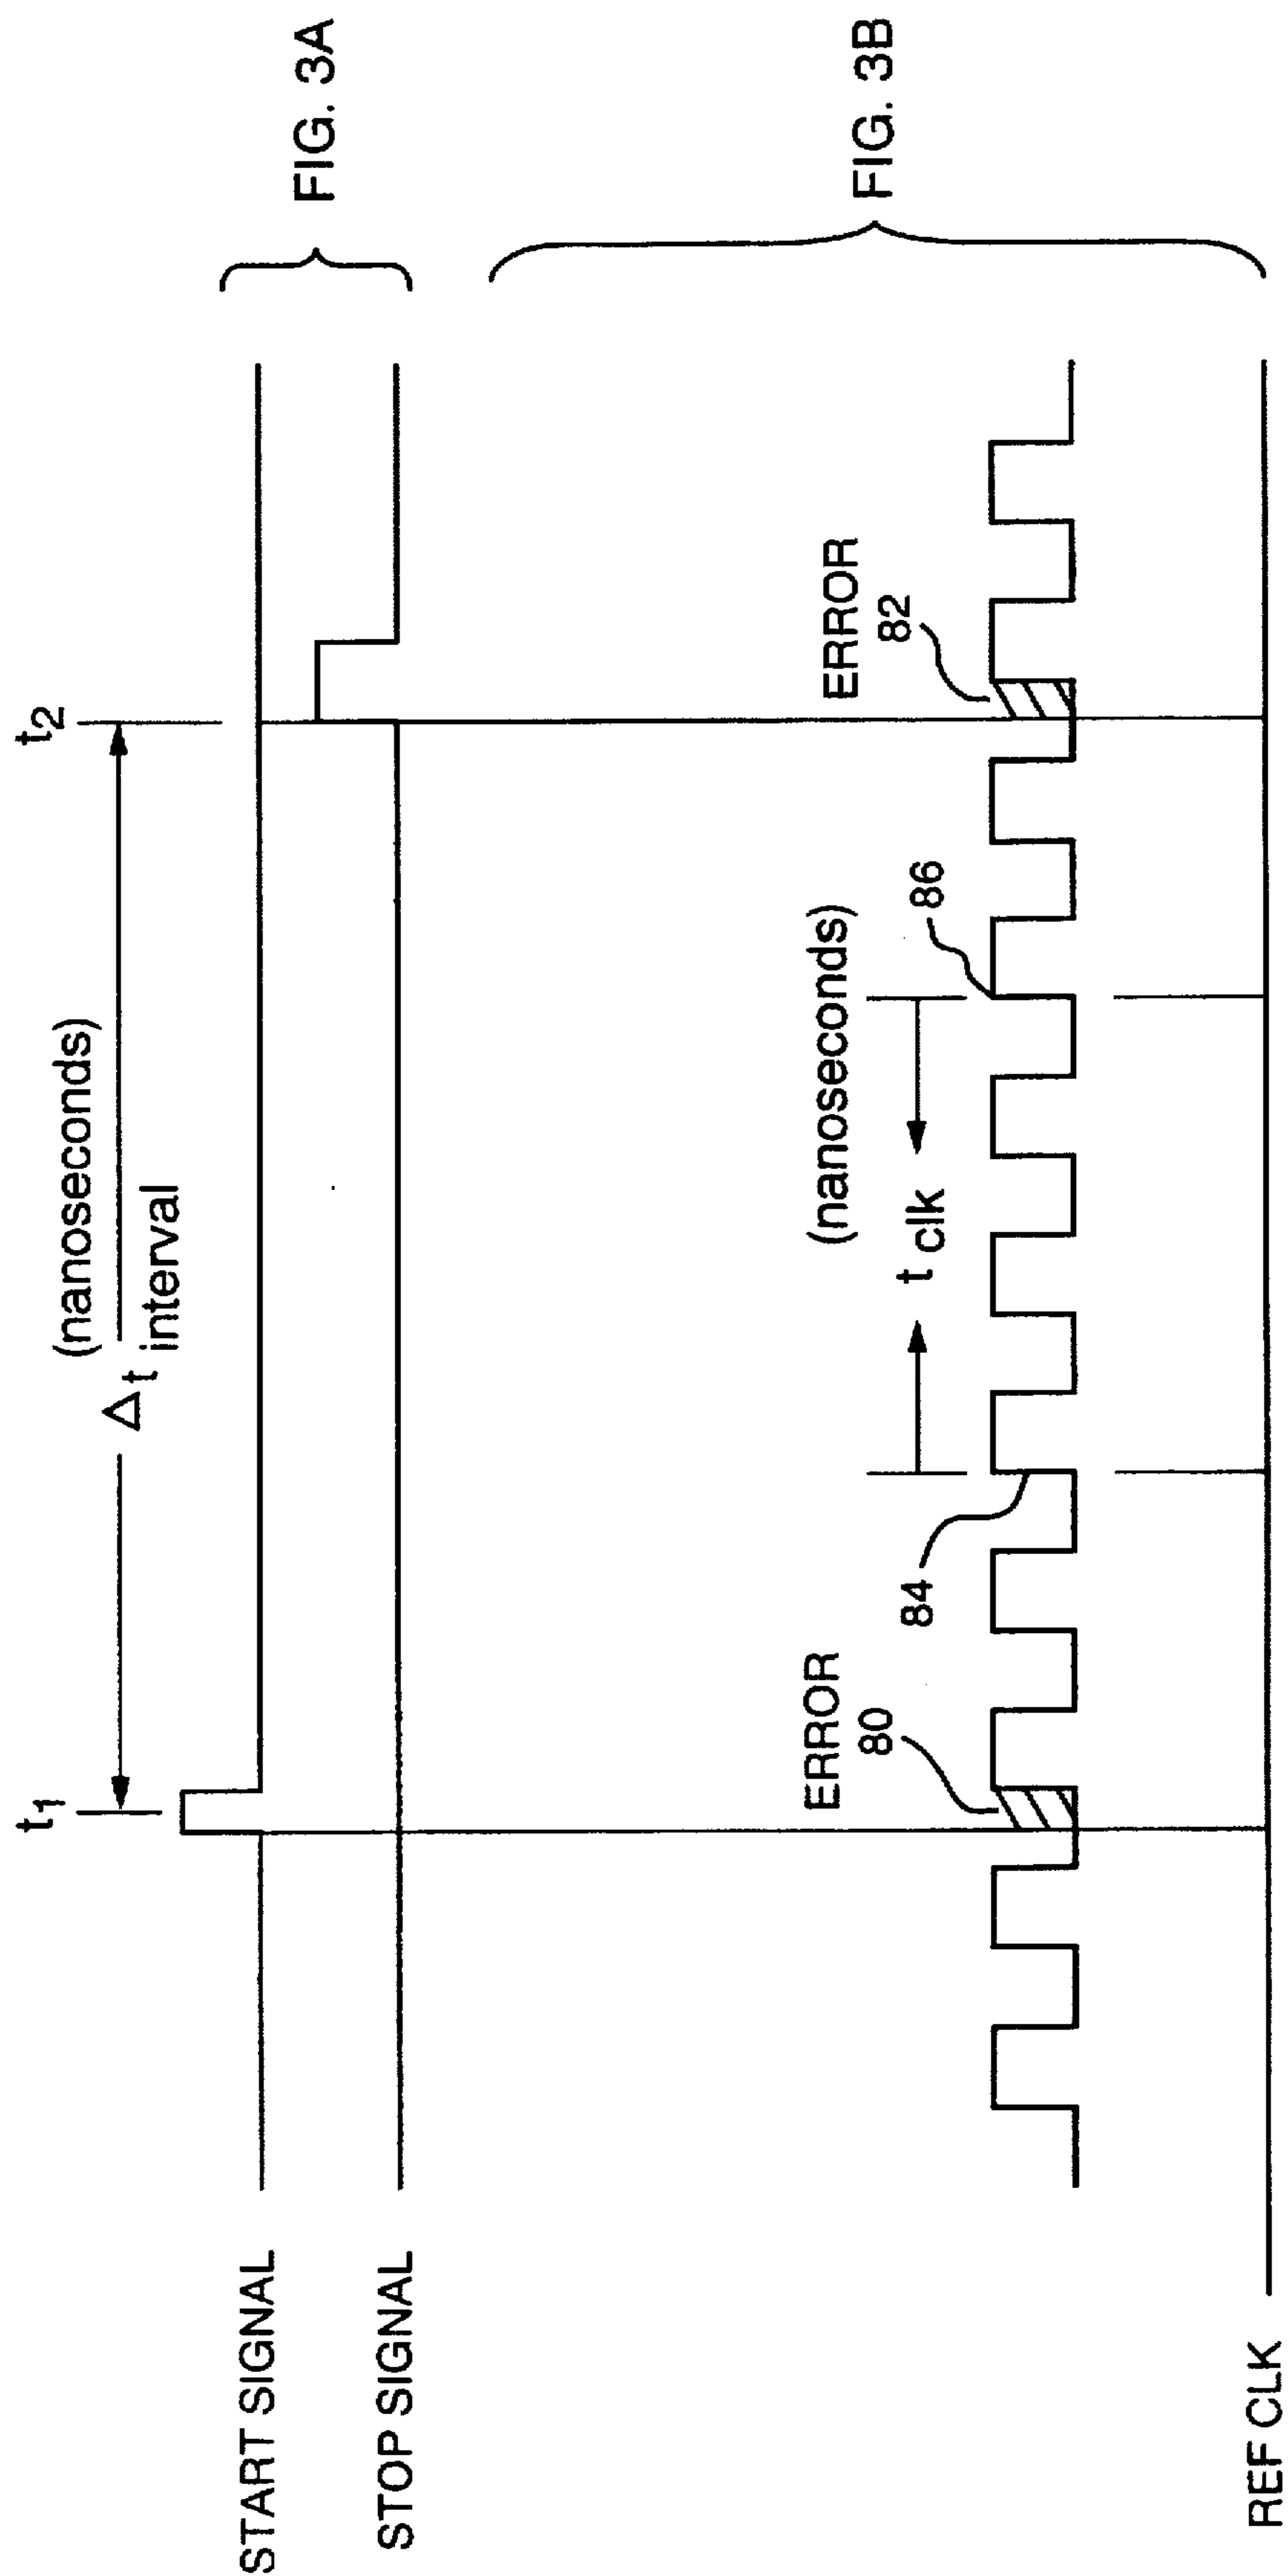 t1
t2
(nanoseconds)
Δt
interval
START SIGNAL
STOP SIGNAL
FIG. 3A
ERROR
80
84
(nanoseconds)
t clk
86
ERROR
82
FIG. 3B
REF CLK